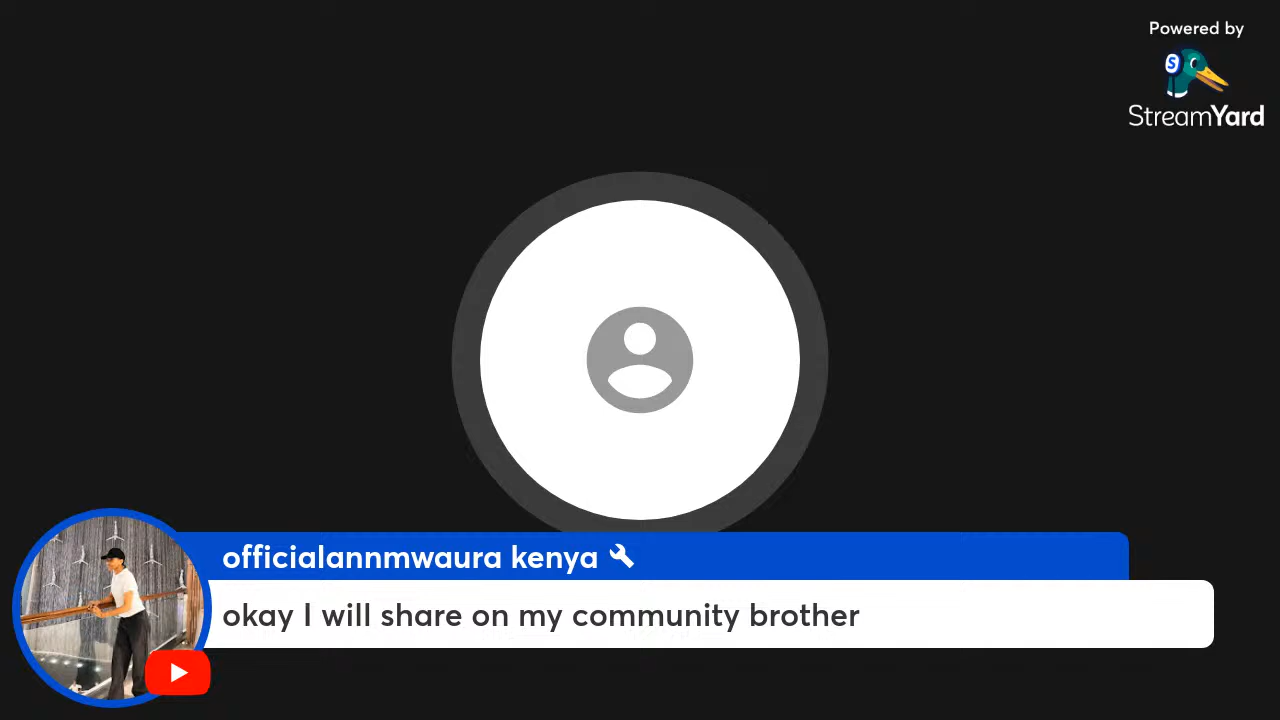 Powered by
S
StreamYard
officialannmwaura kenya
okay I will share on my community brother